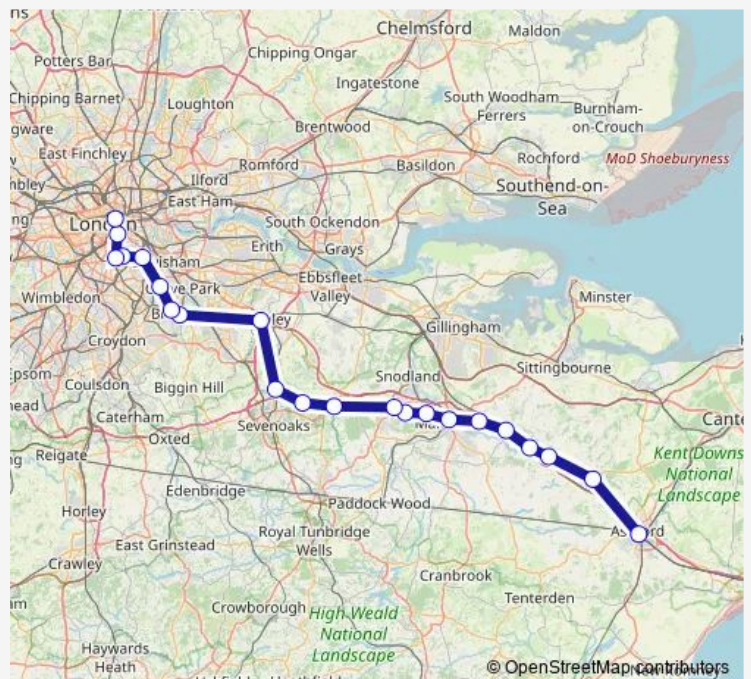 Chelmsford
Maldon
Chipping Ongar
Potters Bar
Ingatestone
Chipping Barnet
Loughton
South Woodham
Ferrers
Burnham-
on-Crouch
Brentwood
East Finchley
Romford
Basildon
Rochford
MoD Shoeburyness
Ilford
Southend-on-
Sea
East Ham
South Ockendon
Erith
Grays
Ebbsfleet
Valley
Wimbledon
Minster
Gillingham
Croydon
Sittingbourne
Snodland
Coulsdon
Biggin Hill
Caterham
Sevenoaks
Oxted
Reigate
Kent Downs
National
Landscape
Edenbridge
Paddock Wood
Horley
Royal Tunbridge
Wells
East Grinstead
Crawley
Cranbrook
Tenterden
Crowborough
High Weald
National
Landscape
Haywards
Heath
© OpenStreetMap contributors